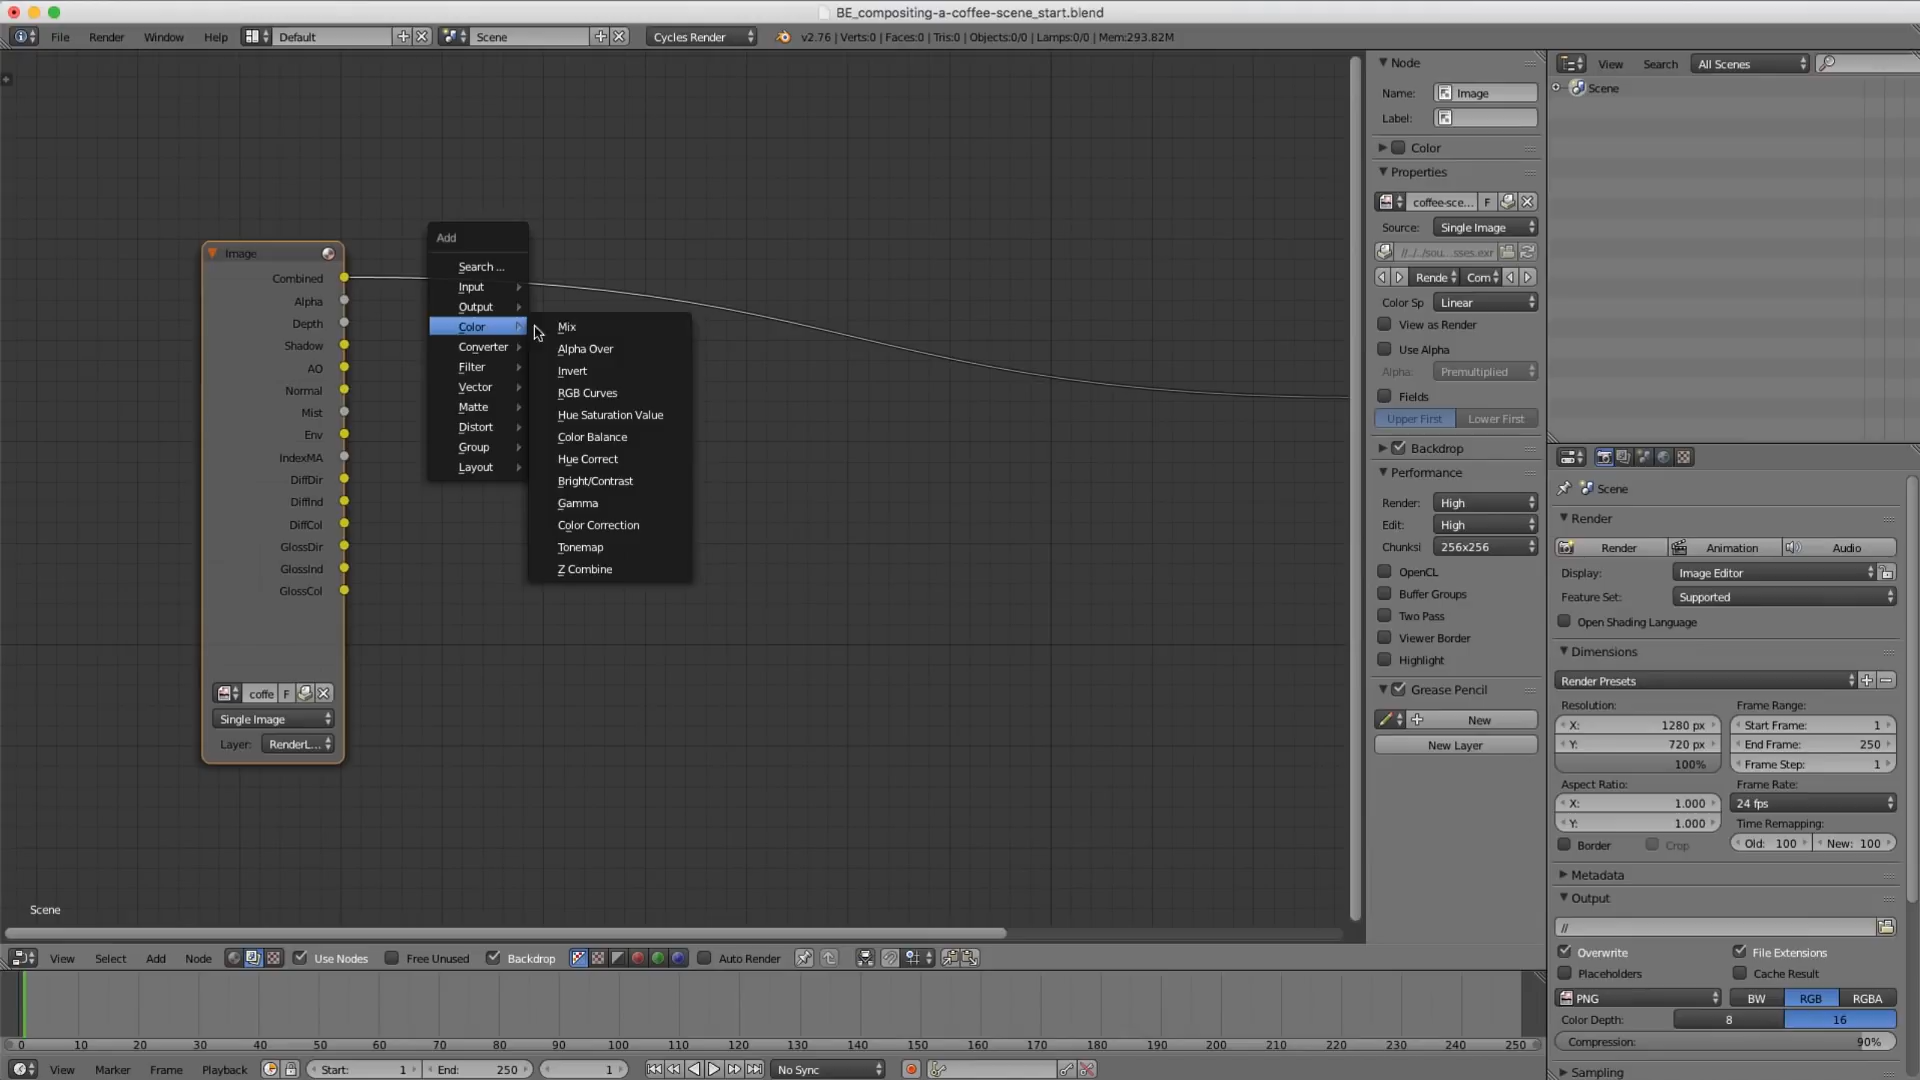 BE_compositing-a-coffee-scene_start.blend
File Render Window Help Default Scene Cycles Render v2.76 | Verts:0 | Faces:0 | Tris:0 | Objects:0/0 | Lamps:0/0 | Mem:293.82M
Image
Combined
Alpha
Depth
Shadow
AO
Normal
Mist
Env
IndexMA
DiffDir
DiffInd
DiffCol
GlossDir
GlossInd
GlossCol
coffe F
Single Image
Layer: RenderL...
Add
Search ...
Input
Output
Color
Converter
Filter
Vector
Matte
Distort
Group
Layout
Mix
Alpha Over
Invert
RGB Curves
Hue Saturation Value
Color Balance
Hue Correct
Bright/Contrast
Gamma
Color Correction
Tonemap
Z Combine
Scene
Node
Name: Image
Label:
Color
Properties
coffee-sce... F
Source: Single Image
//../../sou...sses.exr
Rende Com
Color Sp Linear
View as Render
Use Alpha
Alpha: Premultiplied
Fields
Upper First Lower First
Backdrop
Performance
Render: High
Edit: High
Chunksi 256x256
OpenCL
Buffer Groups
Two Pass
Viewer Border
Highlight
Grease Pencil
New
New Layer
View Search All Scenes
Scene
Scene
Render
Render Animation Audio
Display: Image Editor
Feature Set: Supported
Open Shading Language
Dimensions
Render Presets
Resolution: Frame Range:
X: 1280 px Start Frame: 1
Y: 720 px End Frame: 250
100% Frame Step: 1
Aspect Ratio: Frame Rate:
X: 1.000 24 fps
Y: 1.000 Time Remapping:
Border Crop Old: 100 New: 100
Metadata
Output
//
Overwrite File Extensions
Placeholders Cache Result
PNG BW RGB RGBA
Color Depth: 8 16
Compression: 90%
Sampling
View Select Add Node Use Nodes Free Unused Backdrop Auto Render
0 10 20 30 40 50 60 70 80 90 100 110 120 130 140 150 160 170 180 190 200 210 220 230 240 250
View Marker Frame Playback Start: 1 End: 250 1 No Sync